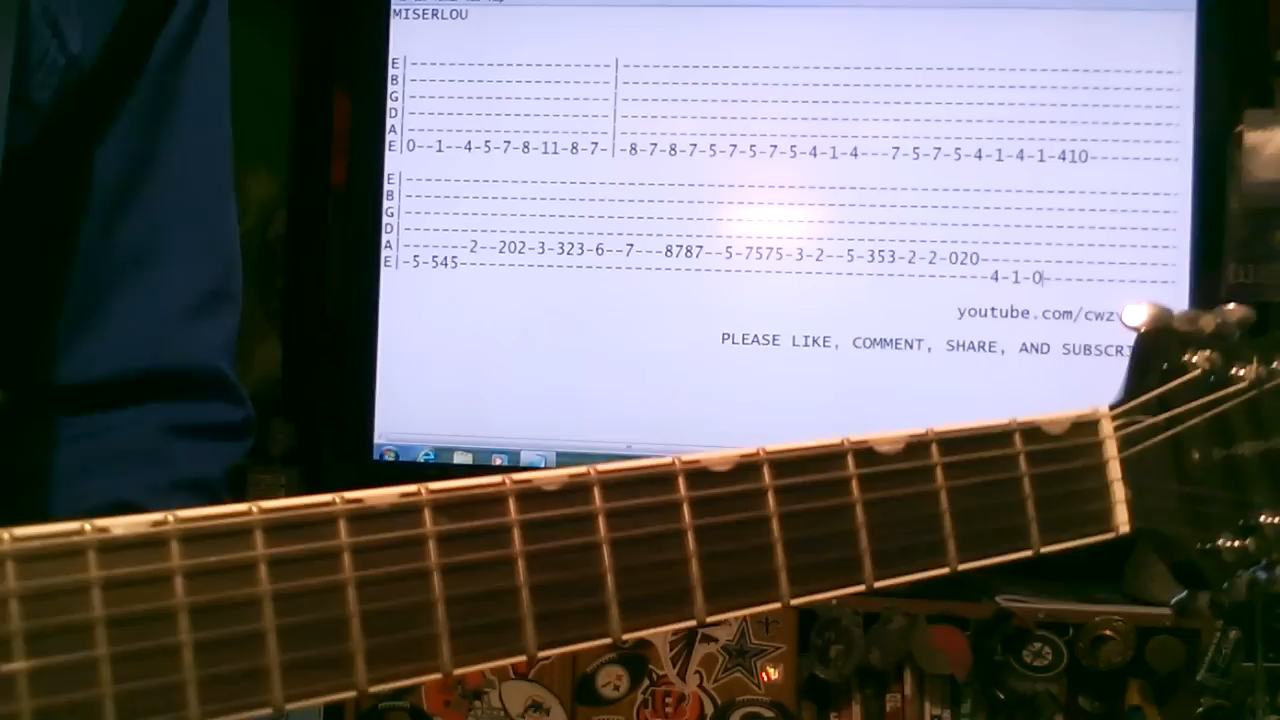 MISERLOU
E|------------------------|------------------------------------------------------------------
B|------------------------|------------------------------------------------------------------
G|------------------------|------------------------------------------------------------------
D|------------------------|------------------------------------------------------------------
A|------------------------|------------------------------------------------------------------
E|0--1--4-5-7-8-11-8-7-|-8-7-8-7-5-7-5-7-5-4-1-4---7-5-7-5-4-1-4-1-410----------
E|------------------------------------------------------------------------------------------
B|------------------------------------------------------------------------------------------
G|------------------------------------------------------------------------------------------
D|------------------------------------------------------------------------------------------
A|-------2--202-3-323-6--7---8787--5-7575-3-2--5-353-2-2-020-----------------------
E|-5-545-------------------------------------------------------------4-1-0---------------
youtube.com/cwz
PLEASE LIKE, COMMENT, SHARE, AND